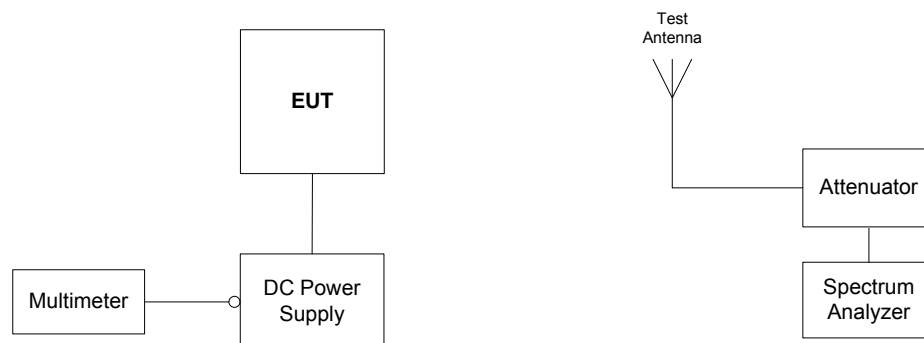 Test
Antenna
EUT
Attenuator
Multimeter
DC Power
Supply
Spectrum
Analyzer